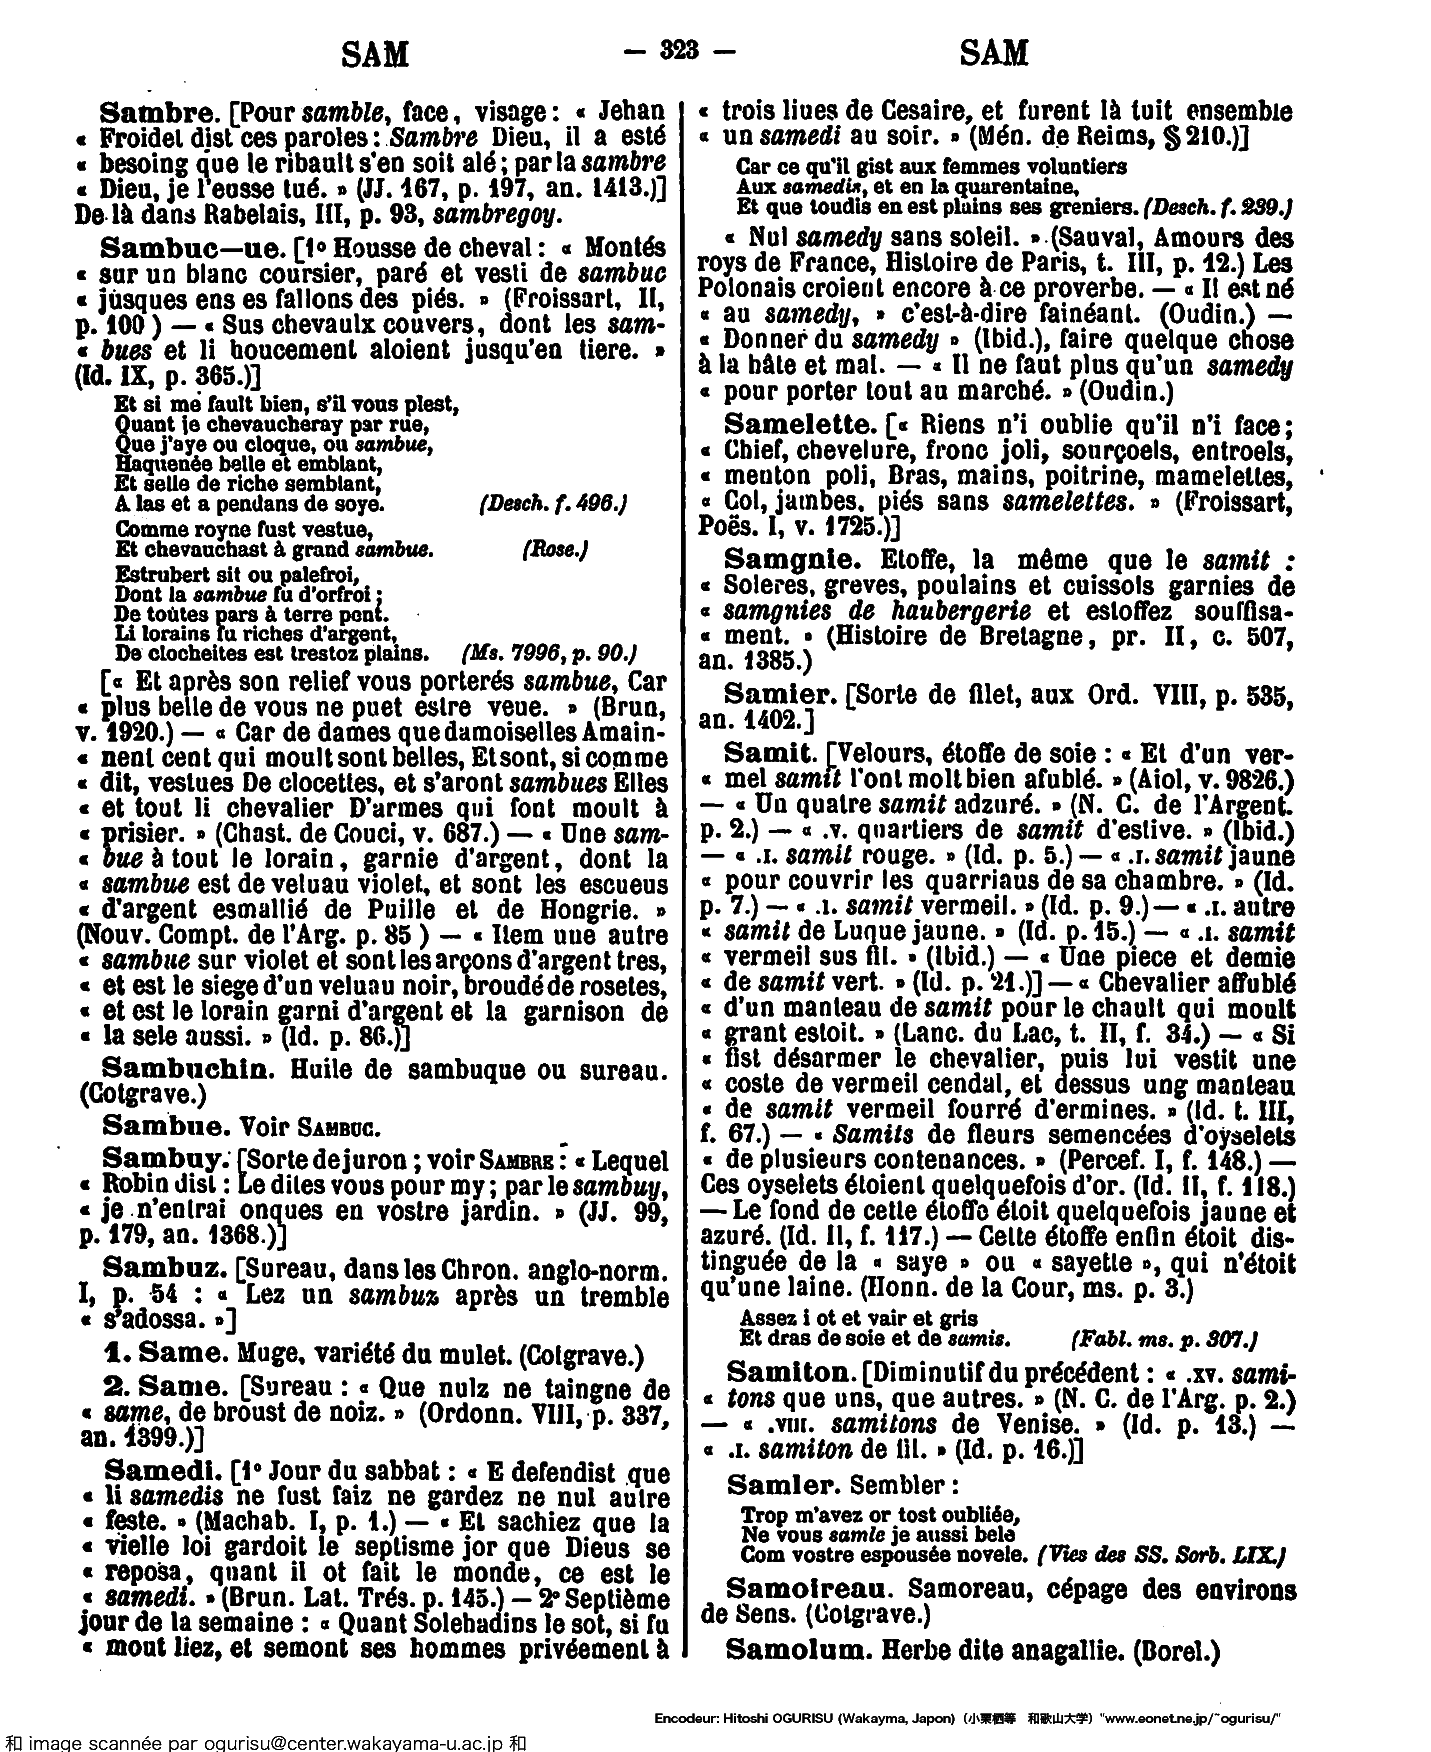 SAM — 323 — SAM
Sambre. [Pour samble, face, visage : « Jehan
« Froidel dist ces paroles : Sambre Dieu, il a esté
« besoing que le ribault s'en soit alé ; par la sambre
« Dieu, je l'eusse tué. » (JJ. 167, p. 197, an. 1413.)]
De là dans Rabelais, III, p. 93, sambregoy.
Sambuc—ue. [1° Housse de cheval : « Montés
« sur un blanc coursier, paré et vesti de sambuc
« jusques ens es fallons des piés. » (Froissart, II,
p. 100 ) — « Sus chevaulx couvers, dont les sam-
« bues et li houcement aloient jusqu'en tiere. »
(Id. IX, p. 365.)]
Et si me fault bien, s'il vous plest,
Quant je chevaucheray par rue,
Que j'aye ou cloque, ou sambue,
Haquenée belle et emblant,
Et selle de riche semblant,
A las et a pendans de soye. (Desch. f. 496.)
Comme royne fust vestue,
Et chevauchast à grand sambue. (Rose.)
Estrubert sit ou palefroi,
Dont la sambue fu d'orfroi ;
De toutes pars à terre pent.
Li lorains fu riches d'argent,
De clocheites est trestoz plains. (Ms. 7996, p. 90.)
[« Et après son relief vous porterés sambue, Car
« plus belle de vous ne puet estre veue. » (Brun,
v. 1920.) — « Car de dames que damoiselles Amain-
« nent cent qui moult sont belles, Et sont, si comme
« dit, vestues De clocettes, et s'aront sambues Elles
« et tout li chevalier D'armes qui font moult à
« prisier. » (Chast. de Couci, v. 687.) — « Une sam-
« bue à tout le lorain, garnie d'argent, dont la
« sambue est de veluau violet, et sont les escueus
« d'argent esmallié de Puille et de Hongrie. »
(Nouv. Compt. de l'Arg. p. 85 ) — « Item une autre
« sambue sur violet et sont les arçons d'argent tres,
« et est le siege d'un veluau noir, broudé de rosetes,
« et est le lorain garni d'argent et la garnison de
« la sele aussi. » (Id. p. 86.)]
Sambuchin. Huile de sambuque ou sureau.
(Cotgrave.)
Sambue. Voir SAMBUC.
Sambuy. [Sorte de juron ; voir SAMBRE : « Lequel
« Robin dist : Le dites vous pour my ; par le sambuy,
« je n'entrai onques en vostre jardin. » (JJ. 99,
p. 179, an. 1368.)]
Sambuz. [Sureau, dans les Chron. anglo-norm.
I, p. 54 : « Lez un sambuz après un tremble
« s'adossa. »]
1. Same. Muge, variété du mulet. (Cotgrave.)
2. Same. [Sureau : « Que nulz ne taingne de
« same, de broust de noiz. » (Ordonn. VIII, p. 337,
an. 1399.)]
Samedi. [1° Jour du sabbat : « E defendist que
« li samedis ne fust faiz ne gardez ne nul autre
« feste. » (Machab. I, p. 1.) — « Et sachiez que la
« vielle loi gardoit le septisme jor que Dieus se
« reposa, quant il ot fait le monde, ce est le
« samedi. » (Brun. Lat. Trés. p. 145.) — 2° Septième
jour de la semaine : « Quant Solehadins le sot, si fu
« mout liez, et semont ses hommes privéement à
« trois liues de Cesaire, et furent là tuit ensemble
« un samedi au soir. » (Mén. de Reims, § 210.)]
Car ce qu'il gist aux femmes voluntiers
Aux samedis, et en la quarentaine,
Et que toudis en est plains ses greniers. (Desch. f. 239.)
« Nul samedy sans soleil. » (Sauval, Amours des
roys de France, Histoire de Paris, t. III, p. 12.) Les
Polonais croient encore à ce proverbe. — « Il est né
« au samedy, » c'est-à-dire fainéant. (Oudin.) —
« Donner du samedy » (Ibid.), faire quelque chose
à la hâte et mal. — « Il ne faut plus qu'un samedy
« pour porter tout au marché. » (Oudin.)
Samelette. [« Riens n'i oublie qu'il n'i face ;
« Chief, chevelure, fronc joli, sourçoels, entroels,
« menton poli, Bras, mains, poitrine, mamelettes,
« Col, jambes, piés sans samelettes. » (Froissart,
Poës. I, v. 1725.)]
Samgnie. Etoffe, la même que le samit :
« Soleres, greves, poulains et cuissols garnies de
« samgnies de haubergerie et estoffez souffisa-
« ment. » (Histoire de Bretagne, pr. II, c. 507,
an. 1385.)
Samier. [Sorte de filet, aux Ord. VIII, p. 535,
an. 1402.]
Samit. [Velours, étoffe de soie : « Et d'un ver-
« mel samit l'ont molt bien afublé. » (Aiol, v. 9826.)
— « Un quatre samit adzuré. » (N. C. de l'Argent.
p. 2.) — « .v. quartiers de samit d'estive. » (Ibid.)
— « .I. samit rouge. » (Id. p. 5.) — « .I. samit jaune
« pour couvrir les quarriaus de sa chambre. » (Id.
p. 7.) — « .I. samit vermeil. » (Id. p. 9.) — « .I. autre
« samit de Luque jaune. » (Id. p. 15.) — « .I. samit
« vermeil sus fil. » (Ibid.) — « Une piece et demie
« de samit vert. » (Id. p. 21.)] — « Chevalier affublé
« d'un manteau de samit pour le chault qui moult
« grant estoit. » (Lanc. du Lac, t. II, f. 34.) — « Si
« fist désarmer le chevalier, puis lui vestit une
« coste de vermeil cendal, et dessus ung manteau
« de samit vermeil fourré d'ermines. » (Id. t. III,
f. 67.) — « Samits de fleurs semencées d'oyselets
« de plusieurs contenances. » (Percef. I, f. 148.) —
Ces oyselets étoient quelquefois d'or. (Id. II, f. 118.)
— Le fond de cette étoffe étoit quelquefois jaune et
azuré. (Id. II, f. 117.) — Cette étoffe enfin étoit dis-
tinguée de la « saye » ou « sayette », qui n'étoit
qu'une laine. (Honn. de la Cour, ms. p. 3.)
Assez i ot et vair et gris
Et dras de soie et de samis. (Fabl. ms. p. 307.)
Samiton. [Diminutif du précédent : « .xv. sami-
« tons que uns, que autres. » (N. C. de l'Arg. p. 2.)
— « .VIII. samitons de Venise. » (Id. p. 13.) —
« .I. samiton de fil. » (Id. p. 16.)]
Samler. Sembler :
Trop m'avez or tost oubliée,
Ne vous samle je aussi bele
Com vostre espousée novele. (Vies des SS. Sorb. LIX.)
Samoireau. Samoreau, cépage des environs
de Sens. (Cotgrave.)
Samolum. Herbe dite anagallie. (Borel.)
Encodeur: Hitoshi OGURISU (Wakayma, Japon)（小栗栖等　和歌山大学）"www.eonet.ne.jp/~ogurisu/"
和 image scannée par ogurisu@center.wakayama-u.ac.jp 和